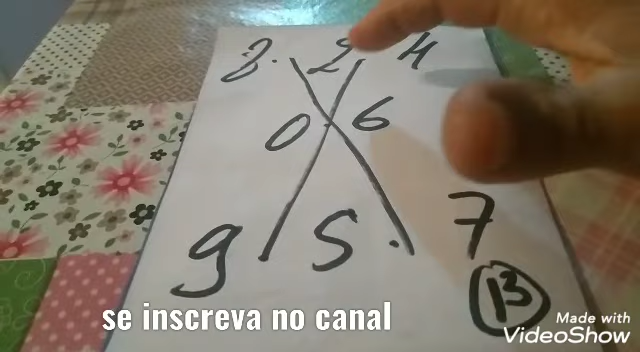 8. 2 4
0 6
9 5 7
13
se inscreva no canal
Made with
VideoShow